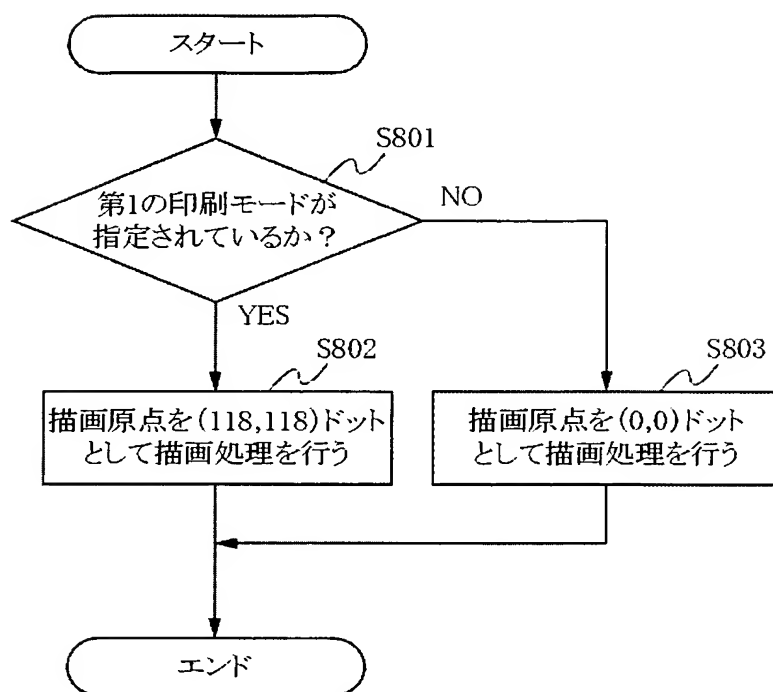 スタート
S801
第1の印刷モードが
指定されているか？
NO
YES
S802
描画原点を(118,118)ドット
として描画処理を行う
S803
描画原点を(0,0)ドット
として描画処理を行う
エンド